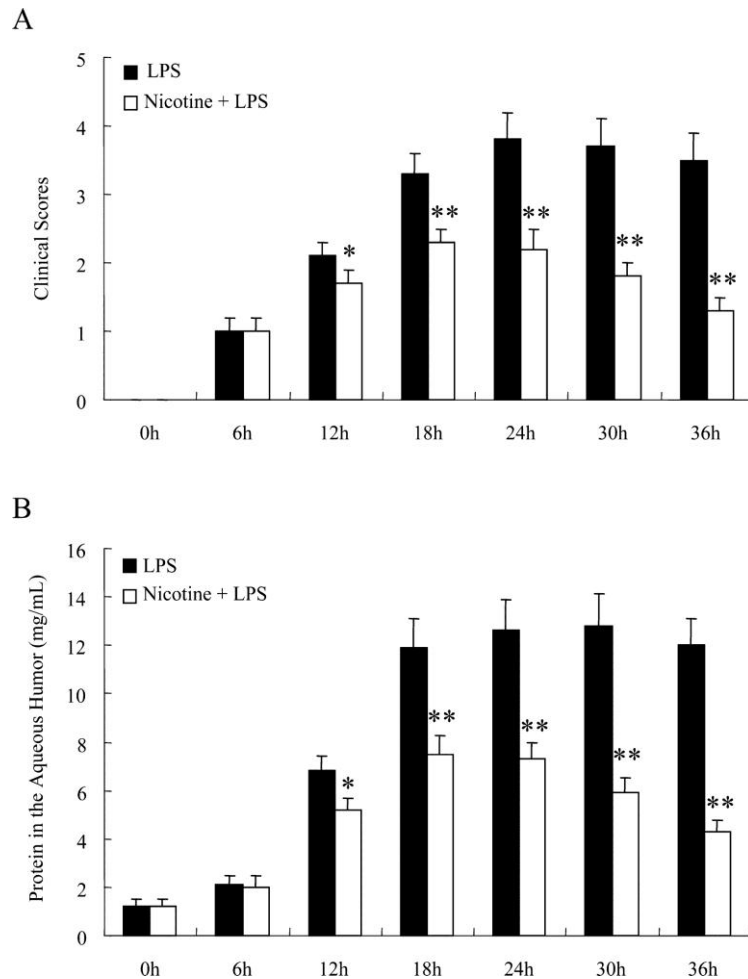 A
5
LPS
Nicotine + LPS
4
**
**
3
Clinical Scores
*
**
2
**
1
0
0h 6h 12h 18h 24h 30h 36h
B
16
LPS
14
Nicotine + LPS
12
Protein in the Aqueous Humor (mg/mL)
10
**
**
8
**
*
6
**
4
2
0
0h 6h 12h 18h 24h 30h 36h